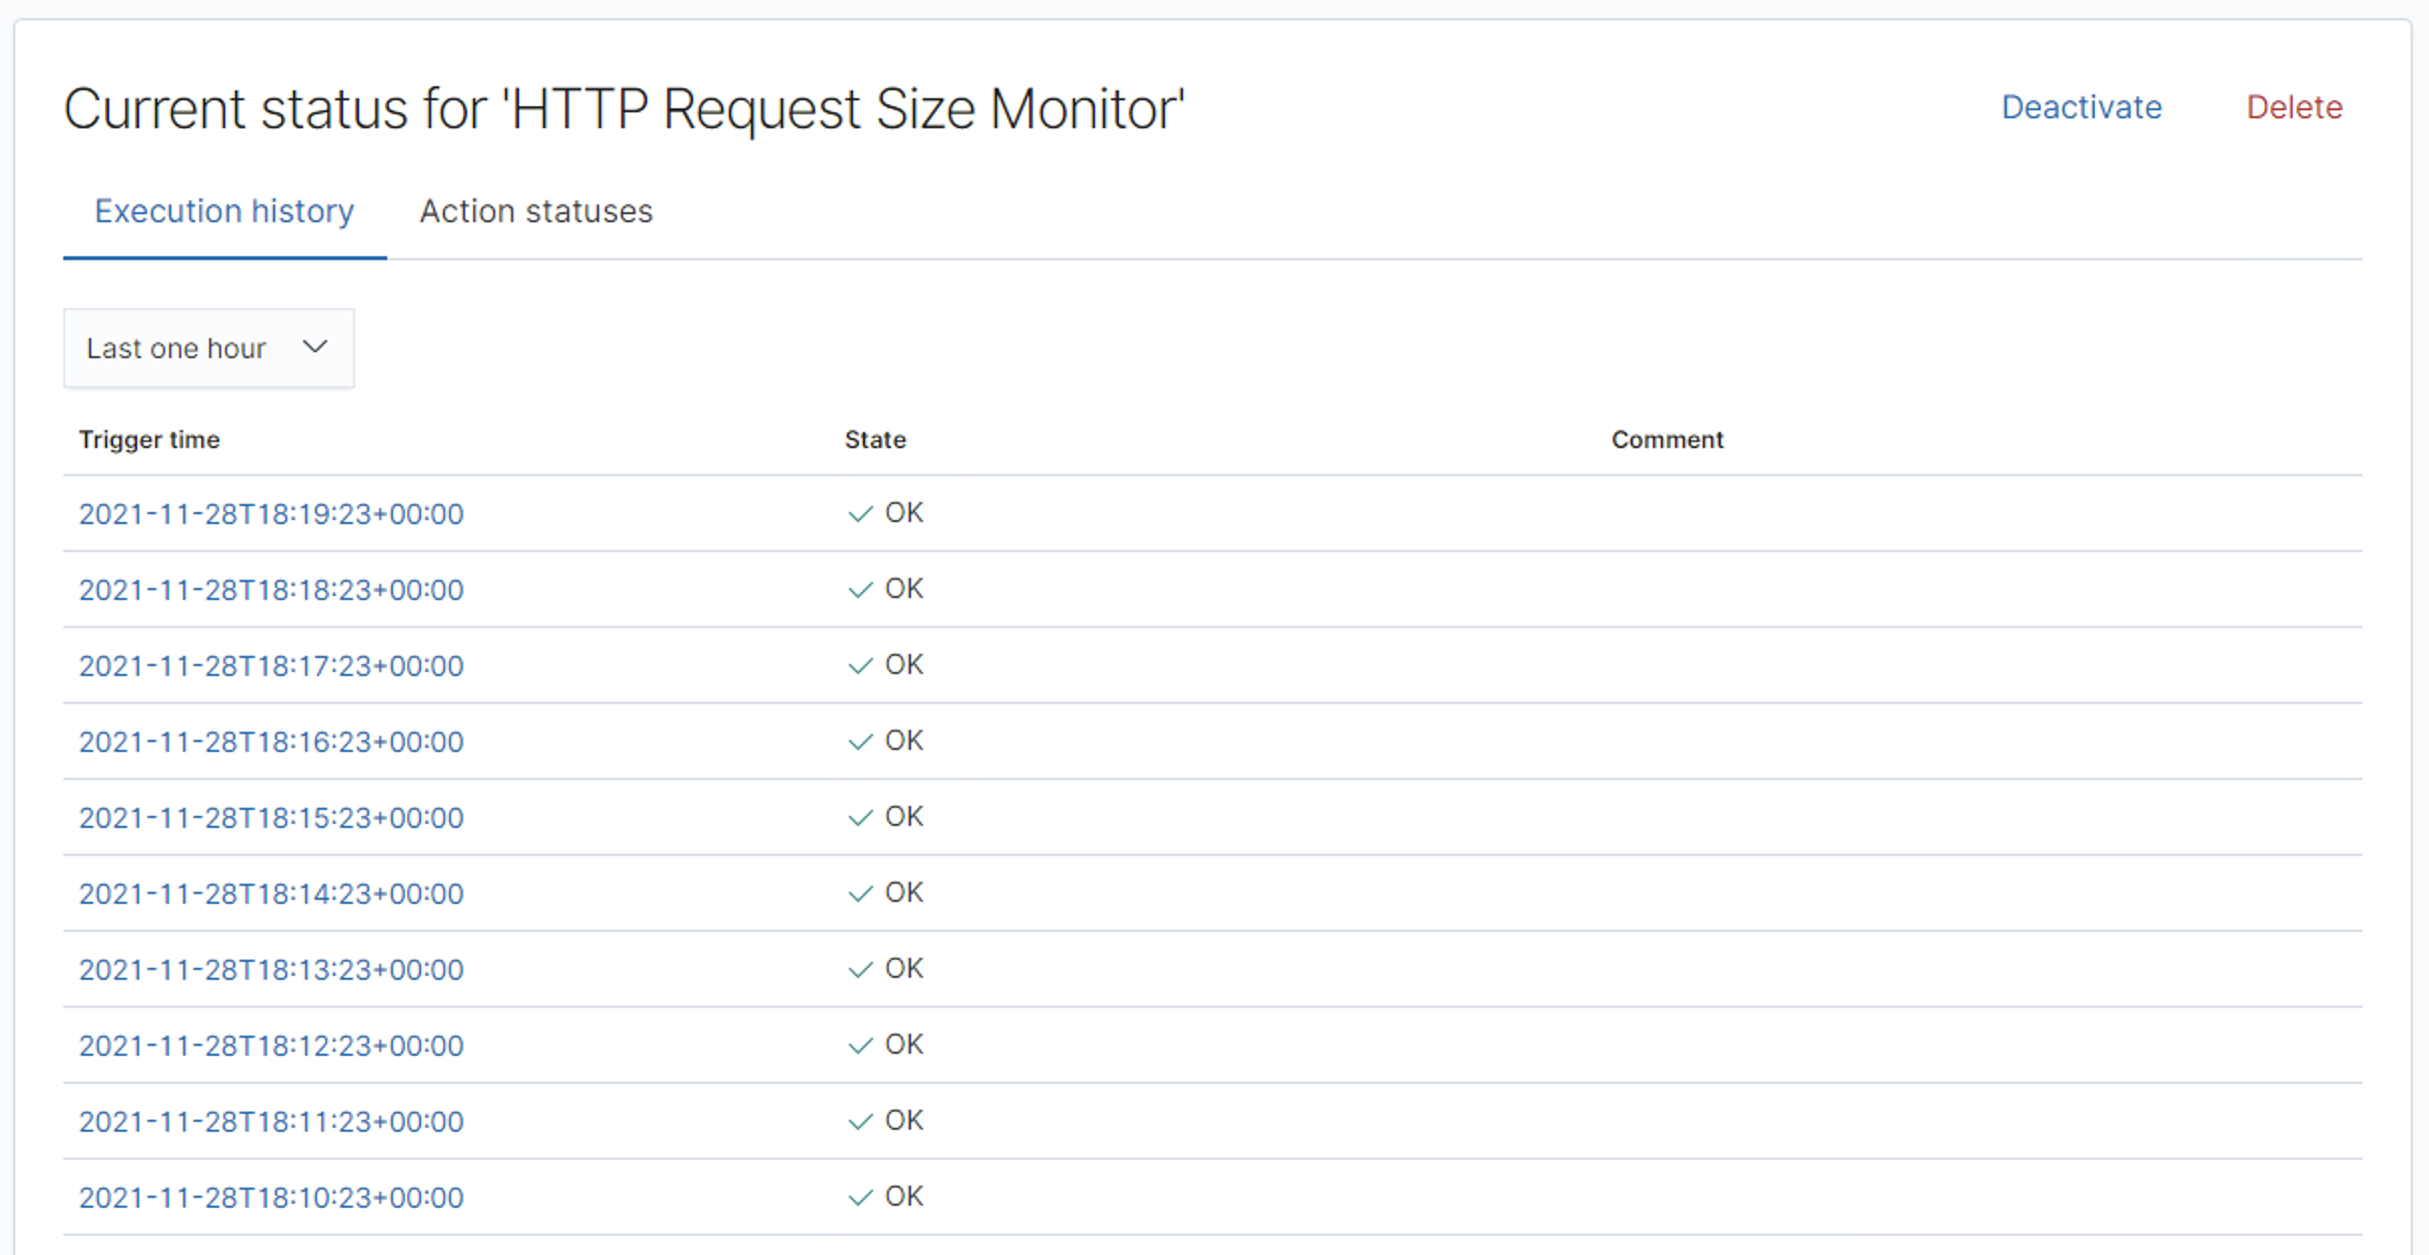 Current status for 'HTTP Request Size Monitor'
Deactivate Delete
Execution history Action statuses
Last one hour
Trigger time State Comment
2021-11-28T18:19:23+00:00 OK
2021-11-28T18:18:23+00:00 OK
2021-11-28T18:17:23+00:00 OK
2021-11-28T18:16:23+00:00 OK
2021-11-28T18:15:23+00:00 OK
2021-11-28T18:14:23+00:00 OK
2021-11-28T18:13:23+00:00 OK
2021-11-28T18:12:23+00:00 OK
2021-11-28T18:11:23+00:00 OK
2021-11-28T18:10:23+00:00 OK